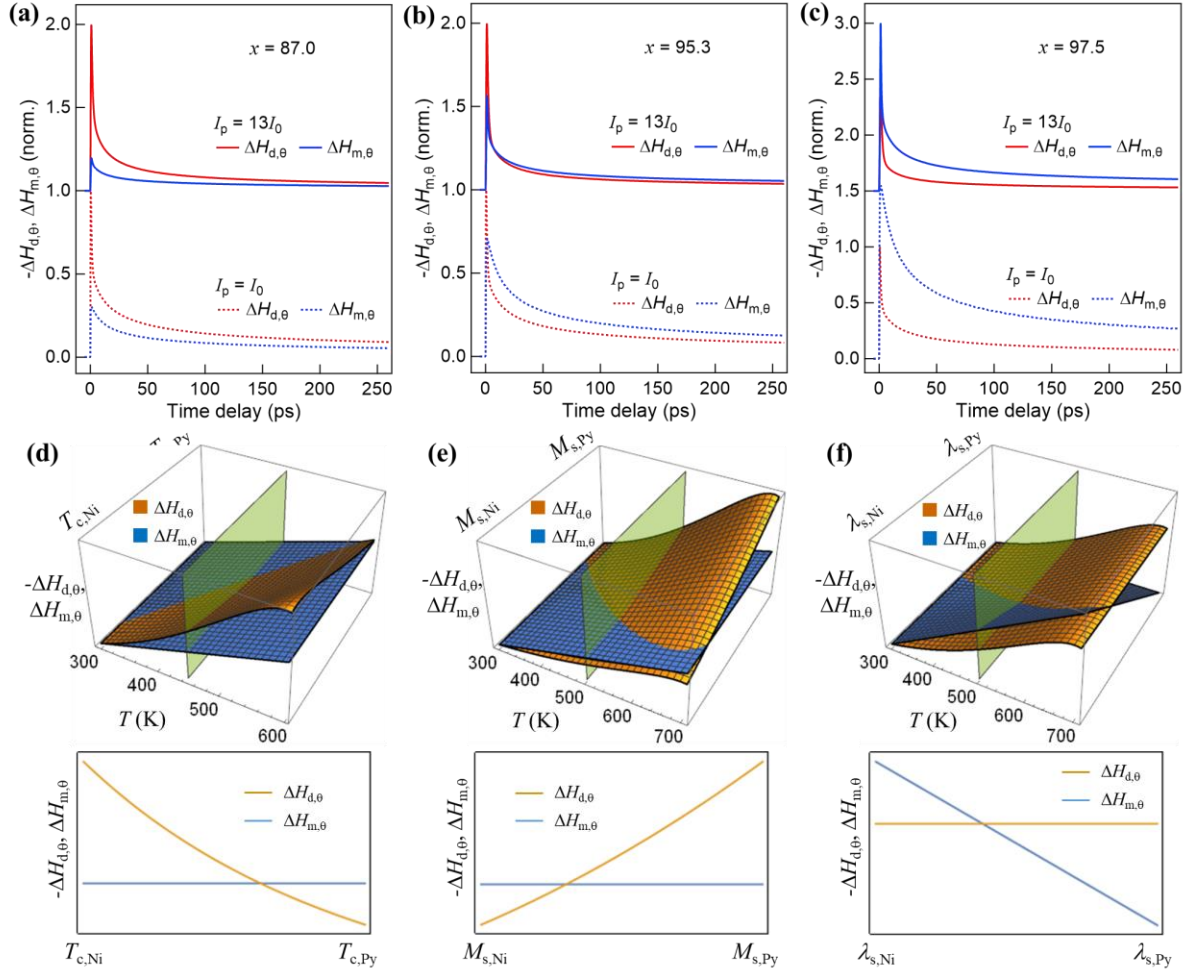 (a)
2.0
1.5
1.0
0.5
0.0
-ΔHd,θ, ΔHm,θ (norm.)
x = 87.0
Ip = 13I0
ΔHd,θ ΔHm,θ
Ip = I0
ΔHd,θ ΔHm,θ
0 50 100 150 200 250
Time delay (ps)
(b)
2.0
1.5
1.0
0.5
0.0
-ΔHd,θ, ΔHm,θ (norm.)
x = 95.3
Ip = 13I0
ΔHd,θ ΔHm,θ
Ip = I0
ΔHd,θ ΔHm,θ
0 50 100 150 200 250
Time delay (ps)
(c)
3.0
2.5
2.0
1.5
1.0
0.5
0.0
-ΔHd,θ, ΔHm,θ (norm.)
x = 97.5
Ip = 13I0
ΔHd,θ ΔHm,θ
Ip = I0
ΔHd,θ ΔHm,θ
0 50 100 150 200 250
Time delay (ps)
(d)
Tc,Ni
ΔHd,θ
ΔHm,θ
-ΔHd,θ,
ΔHm,θ
300
400
500
600
T (K)
-ΔHd,θ, ΔHm,θ
ΔHd,θ
ΔHm,θ
Tc,Ni Tc,Py
(e)
Ms,Py
Ms,Ni
ΔHd,θ
ΔHm,θ
-ΔHd,θ,
ΔHm,θ
300
400
500
600
700
T (K)
-ΔHd,θ, ΔHm,θ
ΔHd,θ
ΔHm,θ
Ms,Ni Ms,Py
(f)
λs,Py
λs,Ni
ΔHd,θ
ΔHm,θ
-ΔHd,θ,
ΔHm,θ
300
400
500
600
700
T (K)
-ΔHd,θ, ΔHm,θ
ΔHd,θ
ΔHm,θ
λs,Ni λs,Py